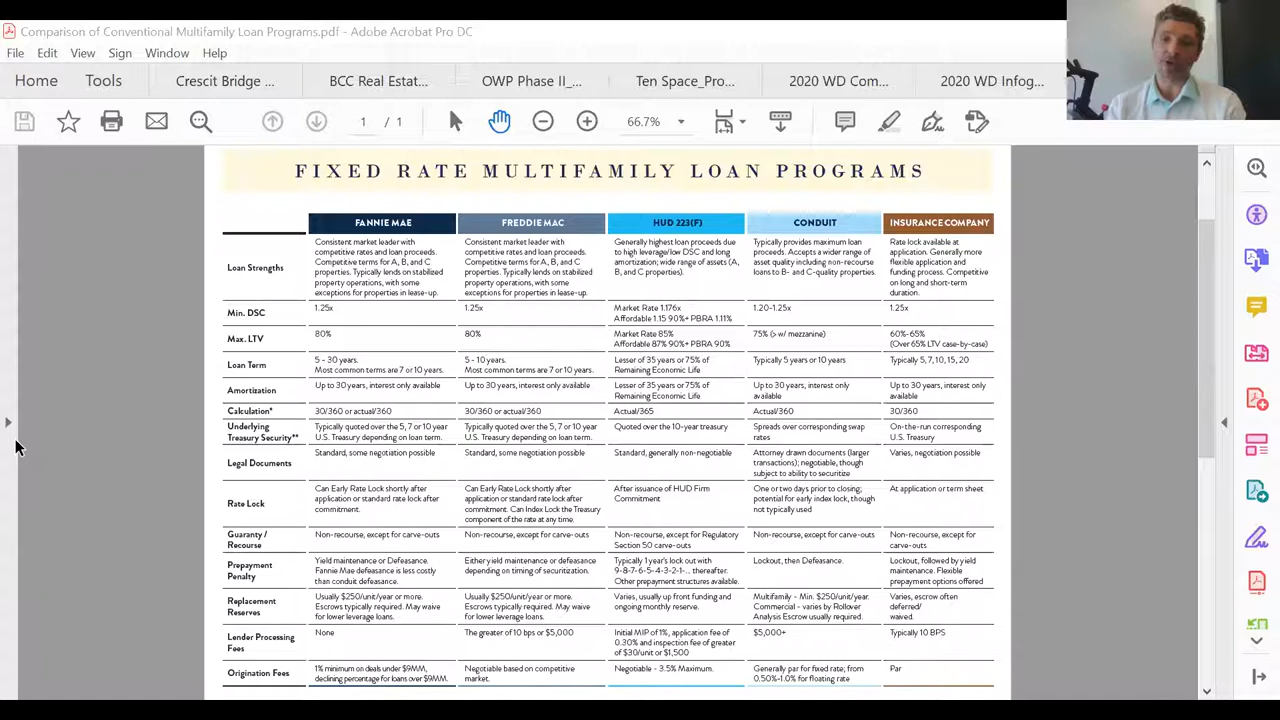 Comparison of Conventional Multifamily Loan Programs.pdf - Adobe Acrobat Pro DC
File Edit View Sign Window Help
Home Tools Crescit Bridge ... BCC Real Estat... OWP Phase II_... Ten Space_Pro... 2020 WD Com... 2020 WD Infog...
1 / 1 66.7%
FIXED RATE MULTIFAMILY LOAN PROGRAMS
FANNIE MAE FREDDIE MAC HUD 223(F) CONDUIT INSURANCE COMPANY
Loan Strengths
Consistent market leader with
competitive rates and loan proceeds.
Competitive terms for A, B, and C
properties. Typically lends on stabilized
property operations, with some
exceptions for properties in lease-up.
Consistent market leader with
competitive rates and loan proceeds.
Competitive terms for A, B, and C
properties. Typically lends on stabilized
property operations, with some
exceptions for properties in lease-up.
Generally highest loan proceeds due
to high leverage/low DSC and long
amortization; wide range of assets (A,
B, and C properties).
Typically provides maximum loan
proceeds. Accepts a wider range of
asset quality including non-recourse
loans to B- and C-quality properties.
Rate lock available at
application. Generally more
flexible application and
funding process. Competitive
on long and short-term
duration.
Min. DSC
1.25x
1.25x
Market Rate 1.176x
Affordable 1.15 90%+ PBRA 1.11%
1.20-1.25x
1.25x
Max. LTV
80%
80%
Market Rate 85%
Affordable 87% 90%+ PBRA 90%
75% (> w/ mezzanine)
60%-65%
(Over 65% LTV case-by-case)
Loan Term
5 - 30 years.
Most common terms are 7 or 10 years.
5 - 10 years.
Most common terms are 7 or 10 years.
Lesser of 35 years or 75% of
Remaining Economic Life
Typically 5 years or 10 years
Typically 5, 7, 10, 15, 20
Amortization
Up to 30 years, interest only available
Up to 30 years, interest only available
Lesser of 35 years or 75% of
Remaining Economic Life
Up to 30 years, interest only
available
Up to 30 years, interest only
available
Calculation*
30/360 or actual/360
30/360 or actual/360
Actual/365
Actual/360
30/360
Underlying
Treasury Security**
Typically quoted over the 5, 7 or 10 year
U.S. Treasury depending on loan term.
Typically quoted over the 5, 7 or 10 year
U.S. Treasury depending on loan term.
Quoted over the 10-year treasury
Spreads over corresponding swap
rates
On-the-run corresponding
U.S. Treasury
Legal Documents
Standard, some negotiation possible
Standard, some negotiation possible
Standard, generally non-negotiable
Attorney drawn documents (larger
transactions); negotiable, though
subject to ability to securitize
Varies, negotiation possible
Rate Lock
Can Early Rate Lock shortly after
application or standard rate lock after
commitment.
Can Early Rate Lock shortly after
application or standard rate lock after
commitment. Can Index Lock the Treasury
component of the rate at any time.
After issuance of HUD Firm
Commitment
One or two days prior to closing;
potential for early index lock, though
not typically used
At application or term sheet
Guaranty /
Recourse
Non-recourse, except for carve-outs
Non-recourse, except for carve-outs
Non-recourse, except for Regulatory
Section 50 carve-outs
Non-recourse, except for carve-outs
Non-recourse, except for
carve-outs
Prepayment
Penalty
Yield maintenance or Defeasance.
Fannie Mae defeasance is less costly
than conduit defeasance.
Either yield maintenance or defeasance
depending on timing of securitization.
Typically 1 year's lock out with
9-8-7-6-5-4-3-2-1-... thereafter.
Other prepayment structures available.
Lockout, then Defeasance.
Lockout, followed by yield
maintenance. Flexible
prepayment options offered
Replacement
Reserves
Usually $250/unit/year or more.
Escrows typically required. May waive
for lower leverage loans.
Usually $250/unit/year or more.
Escrows typically required. May waive
for lower leverage loans.
Varies, usually up front funding and
ongoing monthly reserve.
Multifamily - Min. $250/unit/year.
Commercial - varies by Rollover
Analysis Escrow usually required.
Varies, escrow often
deferred/
waived.
Lender Processing
Fees
None
The greater of 10 bps or $5,000
Initial MIP of 1%, application fee of
0.30% and inspection fee of greater
of $30/unit or $1,500
$5,000+
Typically 10 BPS
Origination Fees
1% minimum on deals under $9MM,
declining percentage for loans over $9MM.
Negotiable based on competitive
market.
Negotiable - 3.5% Maximum.
Generally par for fixed rate; from
0.50%-1.0% for floating rate
Par